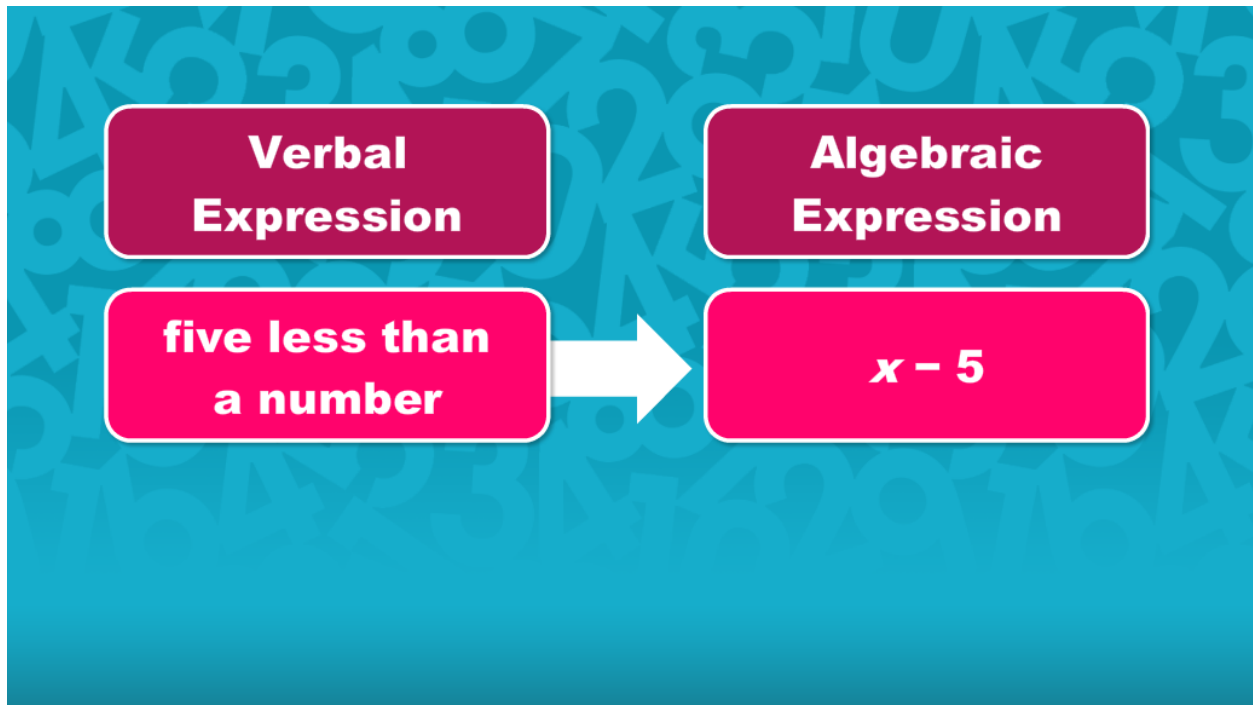 Verbal
Expression
Algebraic
Expression
five less than
a number
x − 5